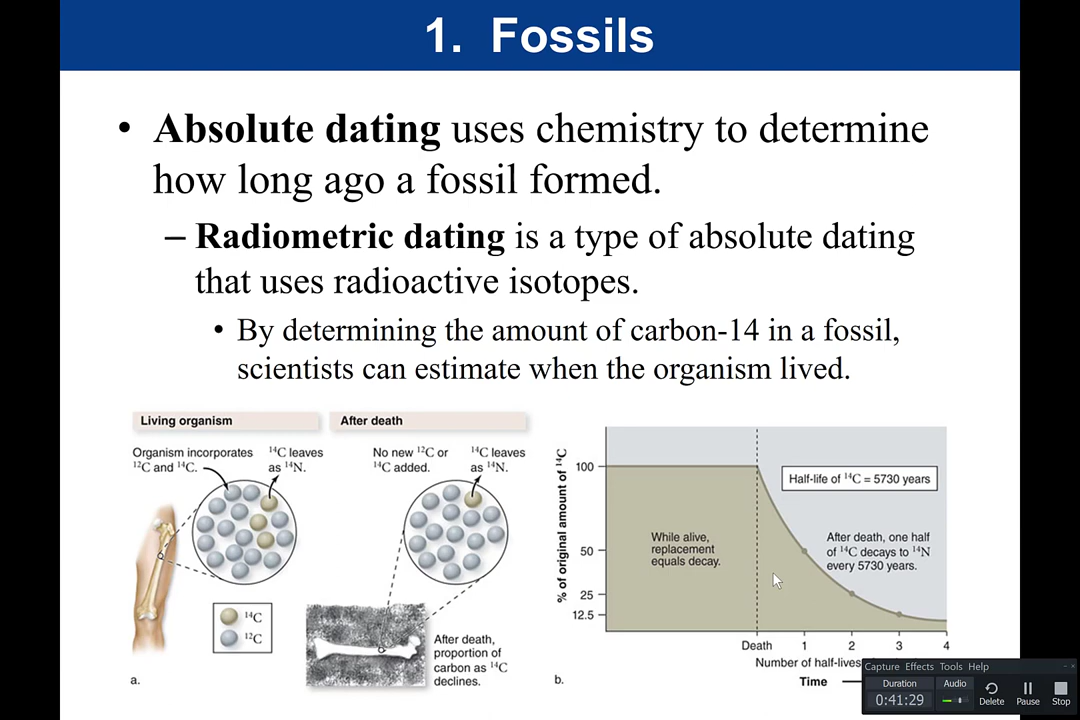 1. Fossils
• Absolute dating uses chemistry to determine
how long ago a fossil formed.
– Radiometric dating is a type of absolute dating
that uses radioactive isotopes.
• By determining the amount of carbon-14 in a fossil,
scientists can estimate when the organism lived.
Living organism
Organism incorporates
¹²C and ¹⁴C.
¹⁴C leaves
as ¹⁴N.
¹⁴C
¹²C
a.
After death
No new ¹²C or
¹⁴C added.
¹⁴C leaves
as ¹⁴N.
After death,
proportion of
carbon as ¹⁴C
declines.
b.
% of original amount of ¹⁴C
100
50
25
12.5
While alive,
replacement
equals decay.
Half-life of ¹⁴C = 5730 years
After death, one half
of ¹⁴C decays to ¹⁴N
every 5730 years.
Death 1 2 3 4
Number of half-lives
Time
Capture Effects Tools Help
Duration
0:41:29
Audio
Delete
Pause
Stop